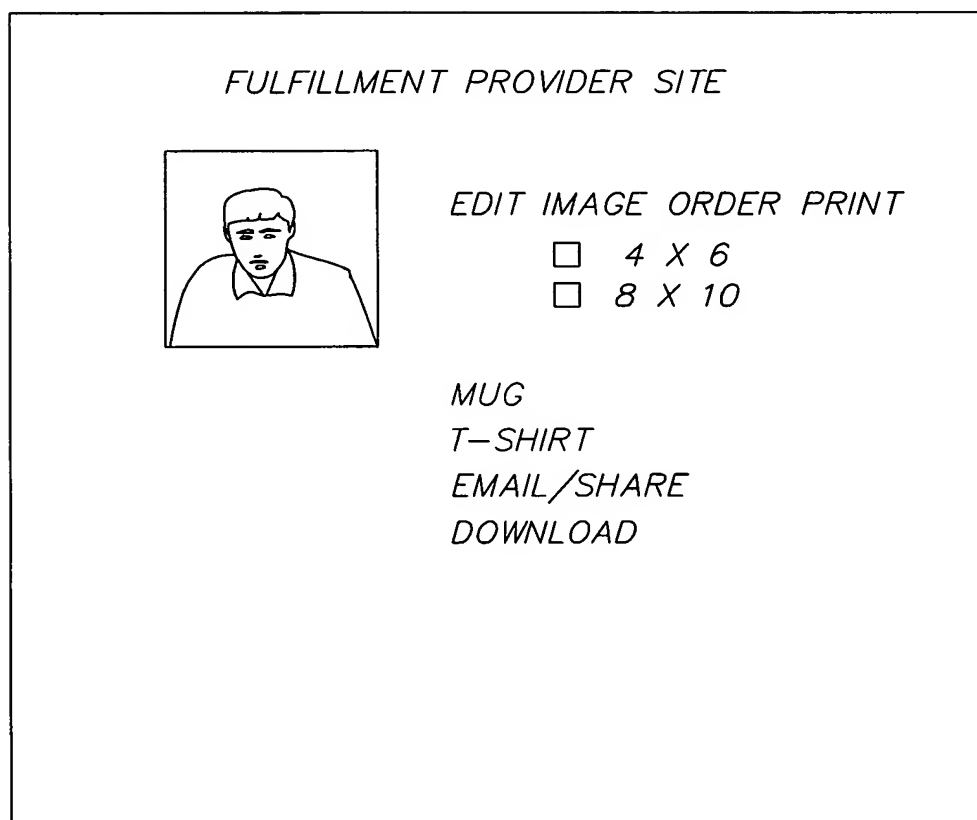 FULFILLMENT PROVIDER SITE
EDIT IMAGE ORDER PRINT
4 X 6
8 X 10
MUG
T-SHIRT
EMAIL/SHARE
DOWNLOAD